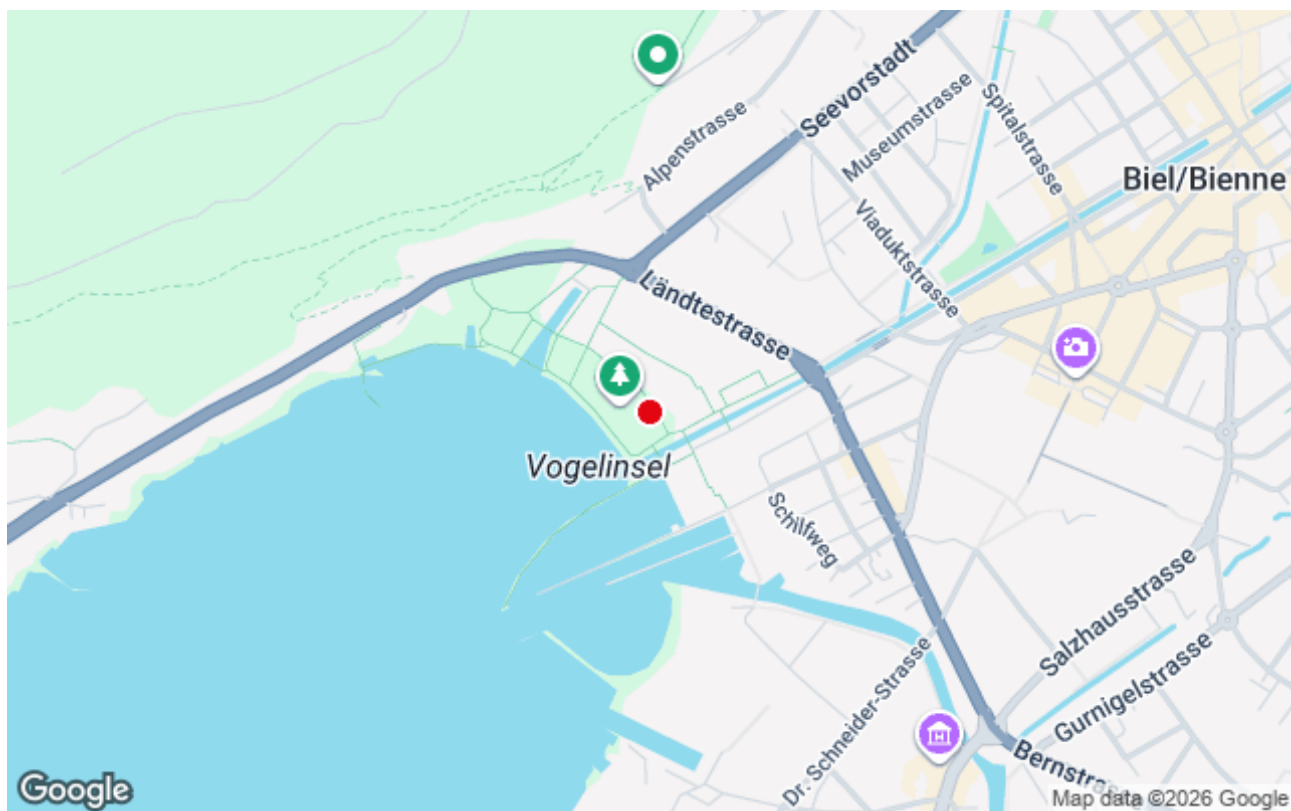 Seevorstadt
Spitalstrasse
Museumstrasse
Alpenstrasse
Biel/Bienne
Viaduktstrasse
Ländtestrasse
Vogelinsel
Schilfweg
Salzhausstrasse
Gurnigelstrasse
Dr. Schneider-Strasse
Bernstras
Google
Map data ©2026 Google